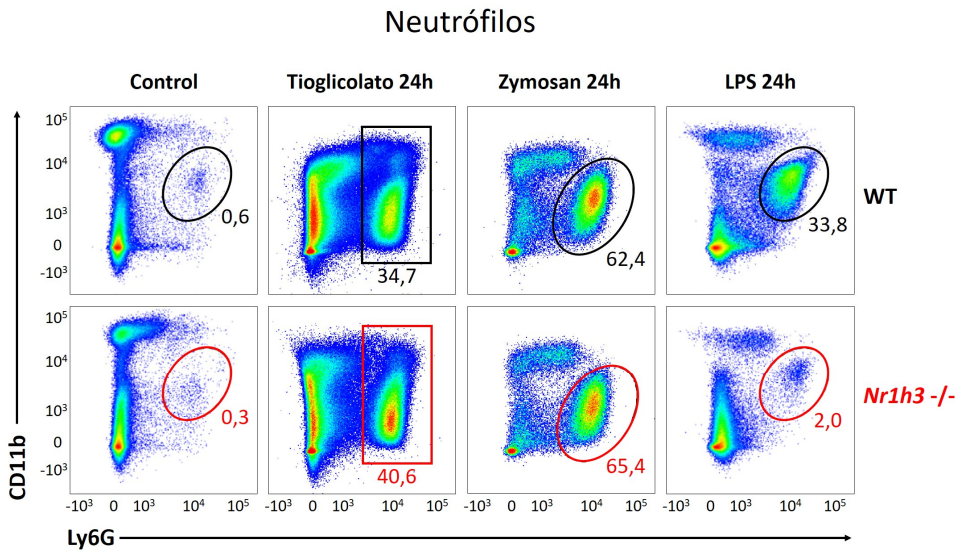 Neutrófilos
Control Tioglicolato 24h Zymosan 24h LPS 24h
10⁵
10⁴
10³
0
-10³
0,6
34,7
62,4
33,8
WT
10⁵
10⁴
10³
0
-10³
0,3
40,6
65,4
2,0
Nr1h3 -/-
-10³ 0 10³ 10⁴ 10⁵ -10³ 0 10³ 10⁴ 10⁵ -10³ 0 10³ 10⁴ 10⁵ -10³ 0 10³ 10⁴ 10⁵
CD11b
Ly6G